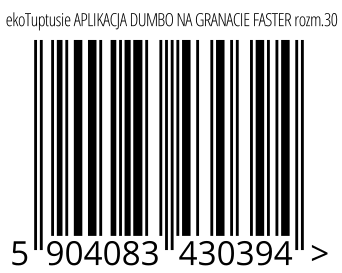 ekoTuptusie APLIKACJA DUMBO NA GRANACIE FASTER rozm.30
5 904083 430394 >